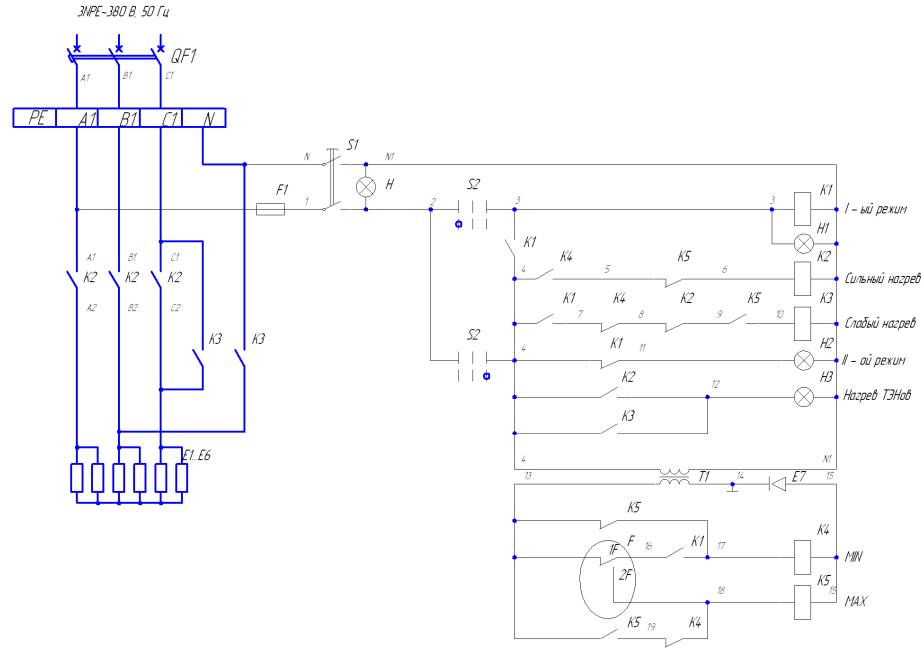 3NPE~380 В, 50 Гц
QF1
A1 B1 C1
PE A1 B1 C1 N
N S1 N1
F1 1 H 2 S2 3 3 K1 I - ый режим
H1
K1
A1 B1 C1
K2 K2 K2
A2 B2 C2
4 K4 5 K5 6 K2 Сильный нагрев
K1 7 K4 8 K2 9 K5 10 K3 Слабый нагрев
K3 K3
S2 4 K1 11 H2 II - ой режим
K2 12 H3 Нагрев ТЭНов
K3
E1..E6
4 N1
13 T1 14 E7 15
K5
1F F 16 K1 17 K4 MIN
2F 18 K5 15 MAX
K5 19 K4